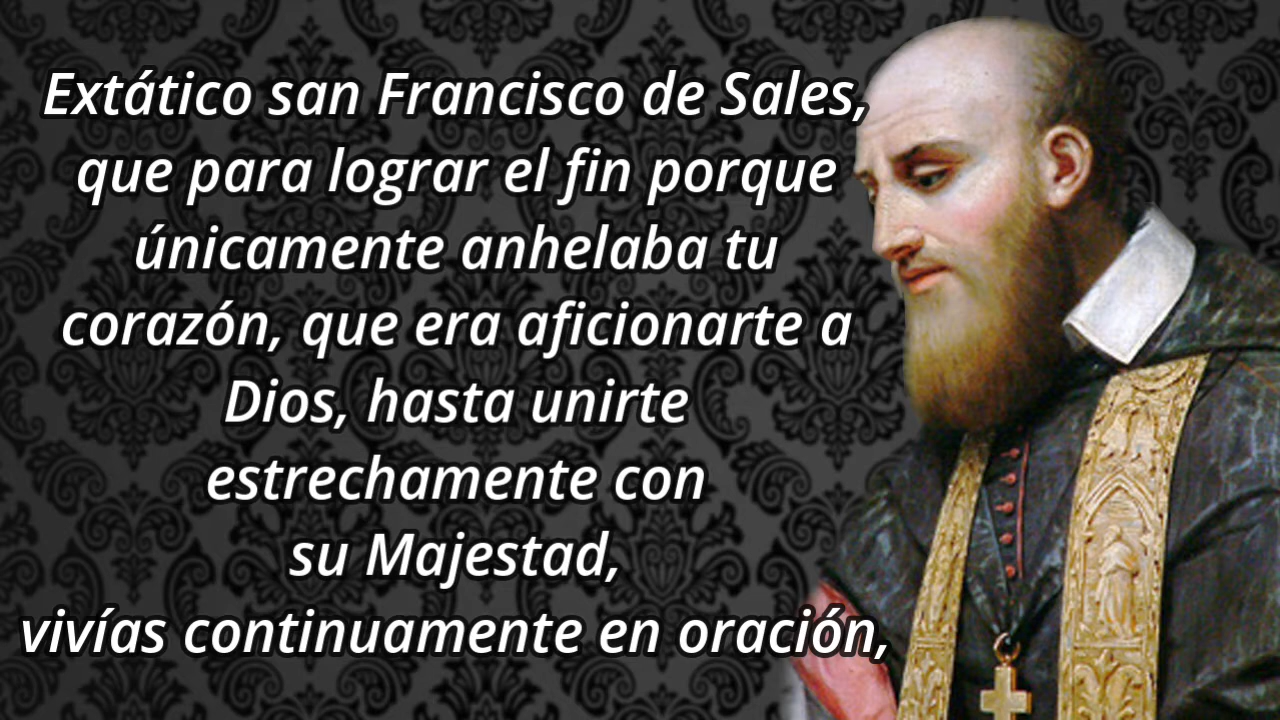 Extático san Francisco de Sales,
que para lograr el fin porque
únicamente anhelaba tu
corazón, que era aficionarte a
Dios, hasta unirte
estrechamente con
su Majestad,
vivías continuamente en oración,